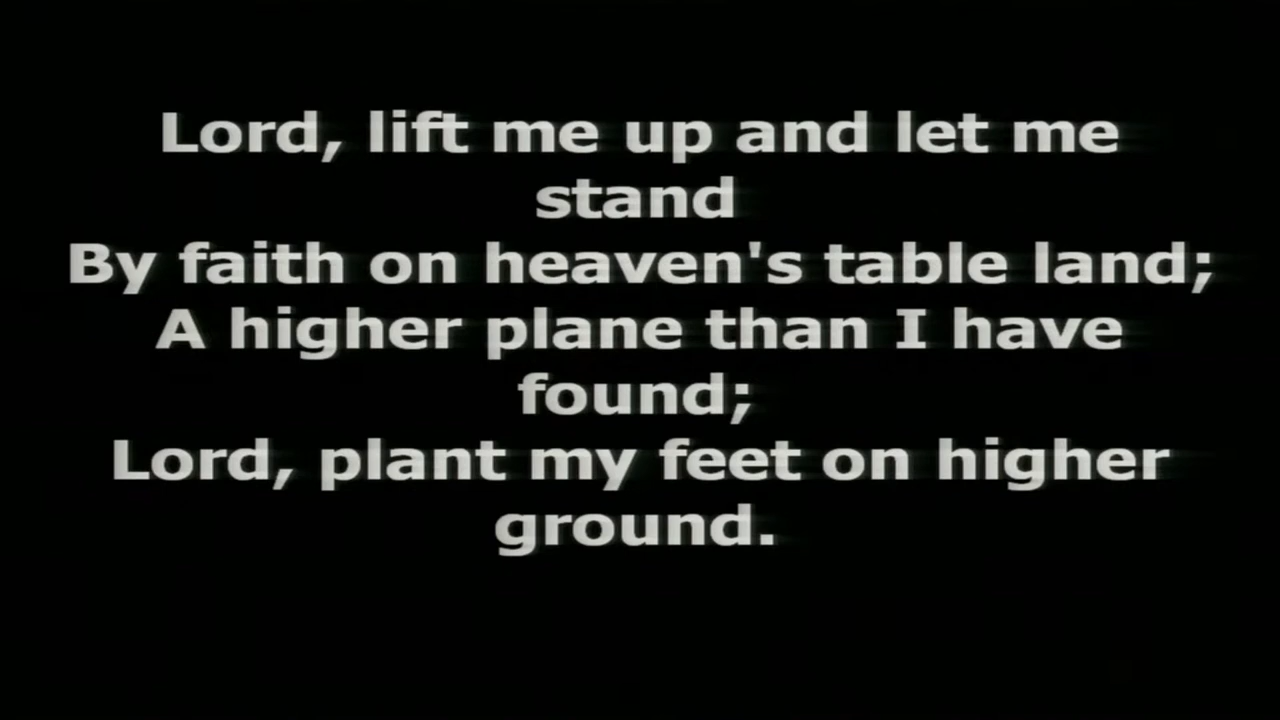 Lord, lift me up and let me
stand
By faith on heaven's table land;
A higher plane than I have
found;
Lord, plant my feet on higher
ground.